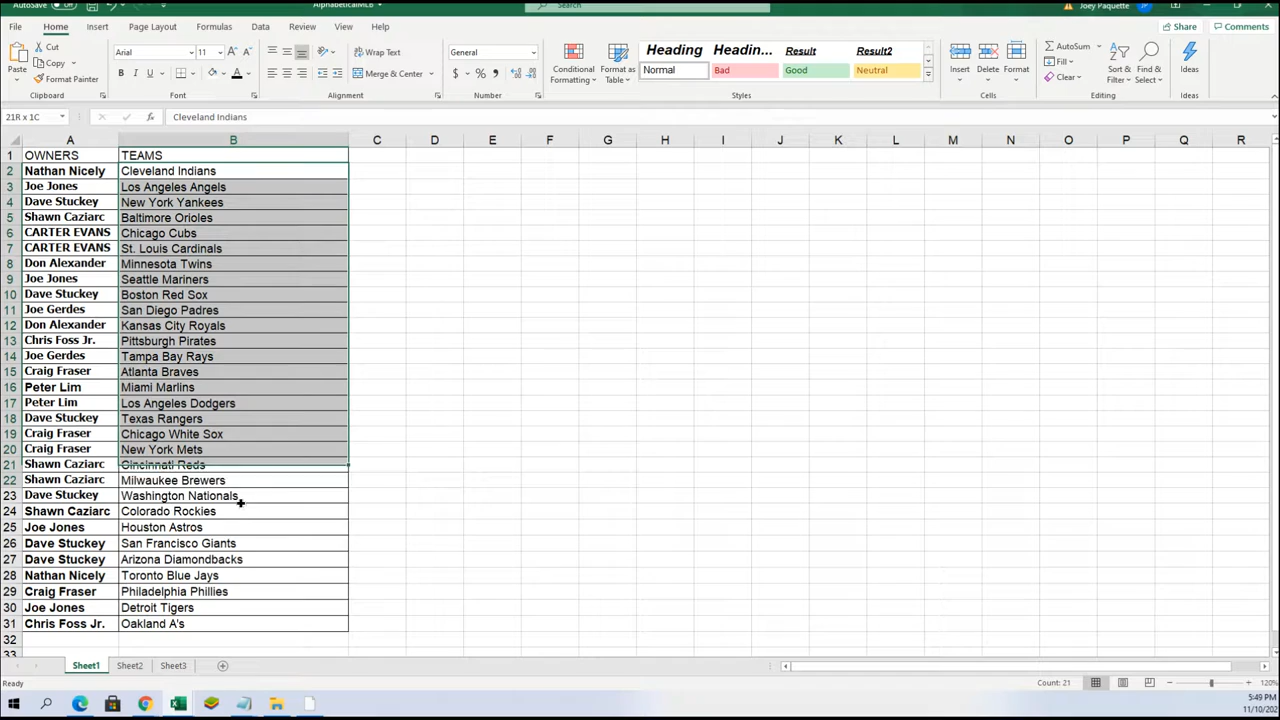 AutoSave
AlphabeticalMLB
Search
Joey Paquette
File Home Insert Page Layout Formulas Data Review View Help
Share Comments
Paste
Cut
Copy
Format Painter
Clipboard
Arial 11
B I U
Font
Wrap Text
Merge & Center
Alignment
General
$ % 9
Number
Conditional Formatting
Format as Table
Heading Headin... Result Result2
Normal Bad Good Neutral
Styles
Insert Delete Format
Cells
AutoSum
Fill
Clear
Sort & Filter
Find & Select
Editing
Ideas
Ideas
21R x 1C fx Cleveland Indians
A B C D E F G H I J K L M N O P Q R
1 OWNERS TEAMS
2 Nathan Nicely Cleveland Indians
3 Joe Jones Los Angeles Angels
4 Dave Stuckey New York Yankees
5 Shawn Caziarc Baltimore Orioles
6 CARTER EVANS Chicago Cubs
7 CARTER EVANS St. Louis Cardinals
8 Don Alexander Minnesota Twins
9 Joe Jones Seattle Mariners
10 Dave Stuckey Boston Red Sox
11 Joe Gerdes San Diego Padres
12 Don Alexander Kansas City Royals
13 Chris Foss Jr. Pittsburgh Pirates
14 Joe Gerdes Tampa Bay Rays
15 Craig Fraser Atlanta Braves
16 Peter Lim Miami Marlins
17 Peter Lim Los Angeles Dodgers
18 Dave Stuckey Texas Rangers
19 Craig Fraser Chicago White Sox
20 Craig Fraser New York Mets
21 Shawn Caziarc Cincinnati Reds
22 Shawn Caziarc Milwaukee Brewers
23 Dave Stuckey Washington Nationals
24 Shawn Caziarc Colorado Rockies
25 Joe Jones Houston Astros
26 Dave Stuckey San Francisco Giants
27 Dave Stuckey Arizona Diamondbacks
28 Nathan Nicely Toronto Blue Jays
29 Craig Fraser Philadelphia Phillies
30 Joe Jones Detroit Tigers
31 Chris Foss Jr. Oakland A's
32
33
Sheet1 Sheet2 Sheet3
Ready
Count: 21
120%
5:49 PM
11/10/202